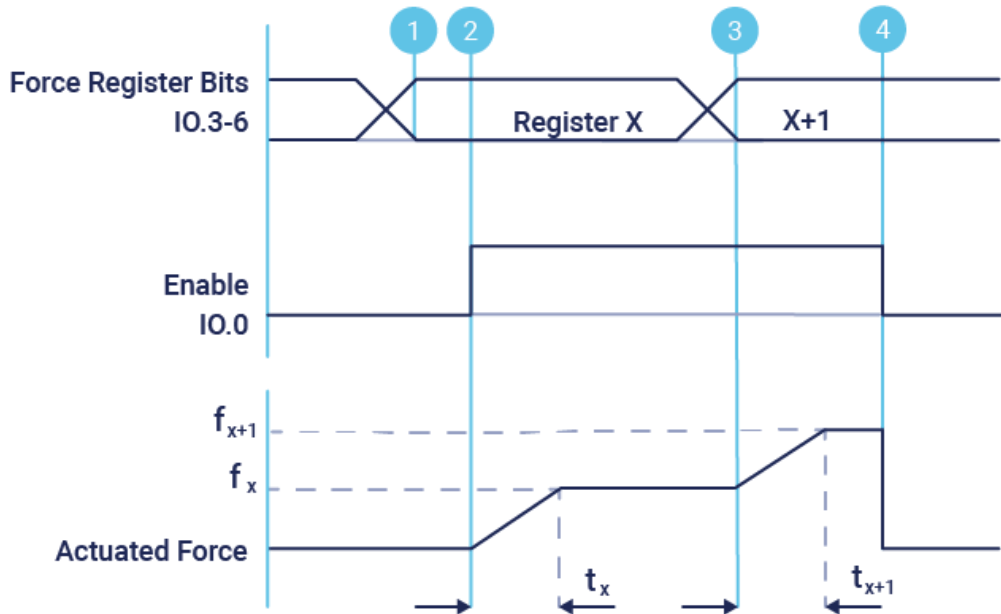 1 2 3 4
Force Register Bits
IO.3-6
Register X X+1
Enable
IO.0
fx+1
fx
Actuated Force
tx tx+1